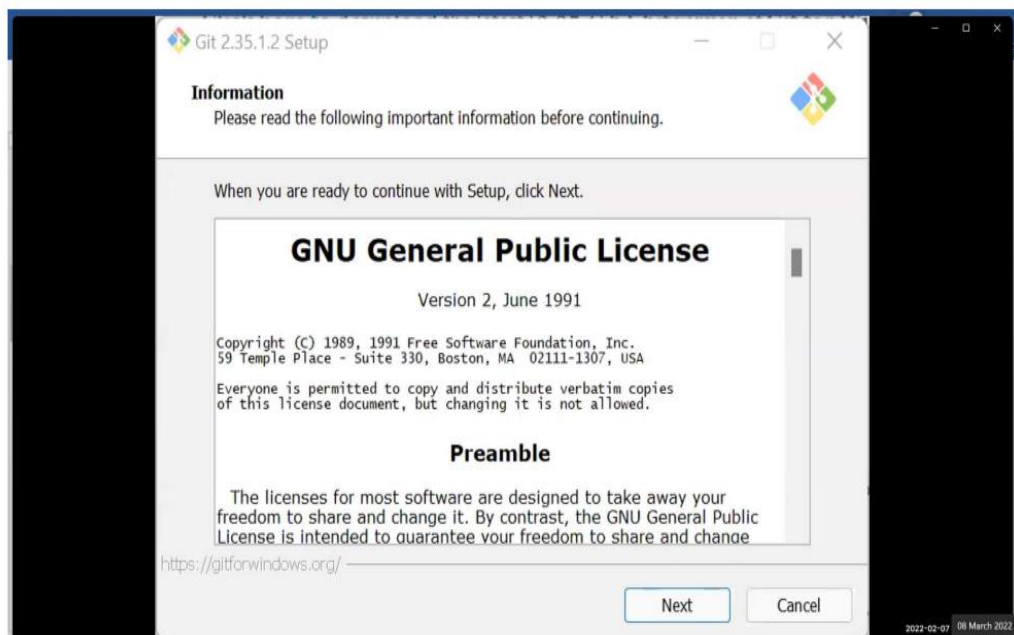 Git 2.35.1.2 Setup
Information
Please read the following important information before continuing.
When you are ready to continue with Setup, click Next.
GNU General Public License
Version 2, June 1991
Copyright (C) 1989, 1991 Free Software Foundation, Inc.
59 Temple Place - Suite 330, Boston, MA  02111-1307, USA
Everyone is permitted to copy and distribute verbatim copies
of this license document, but changing it is not allowed.
Preamble
The licenses for most software are designed to take away your
freedom to share and change it. By contrast, the GNU General Public
License is intended to guarantee your freedom to share and change
https://gitforwindows.org/
Next
Cancel
2022-02-07
08 March 2022